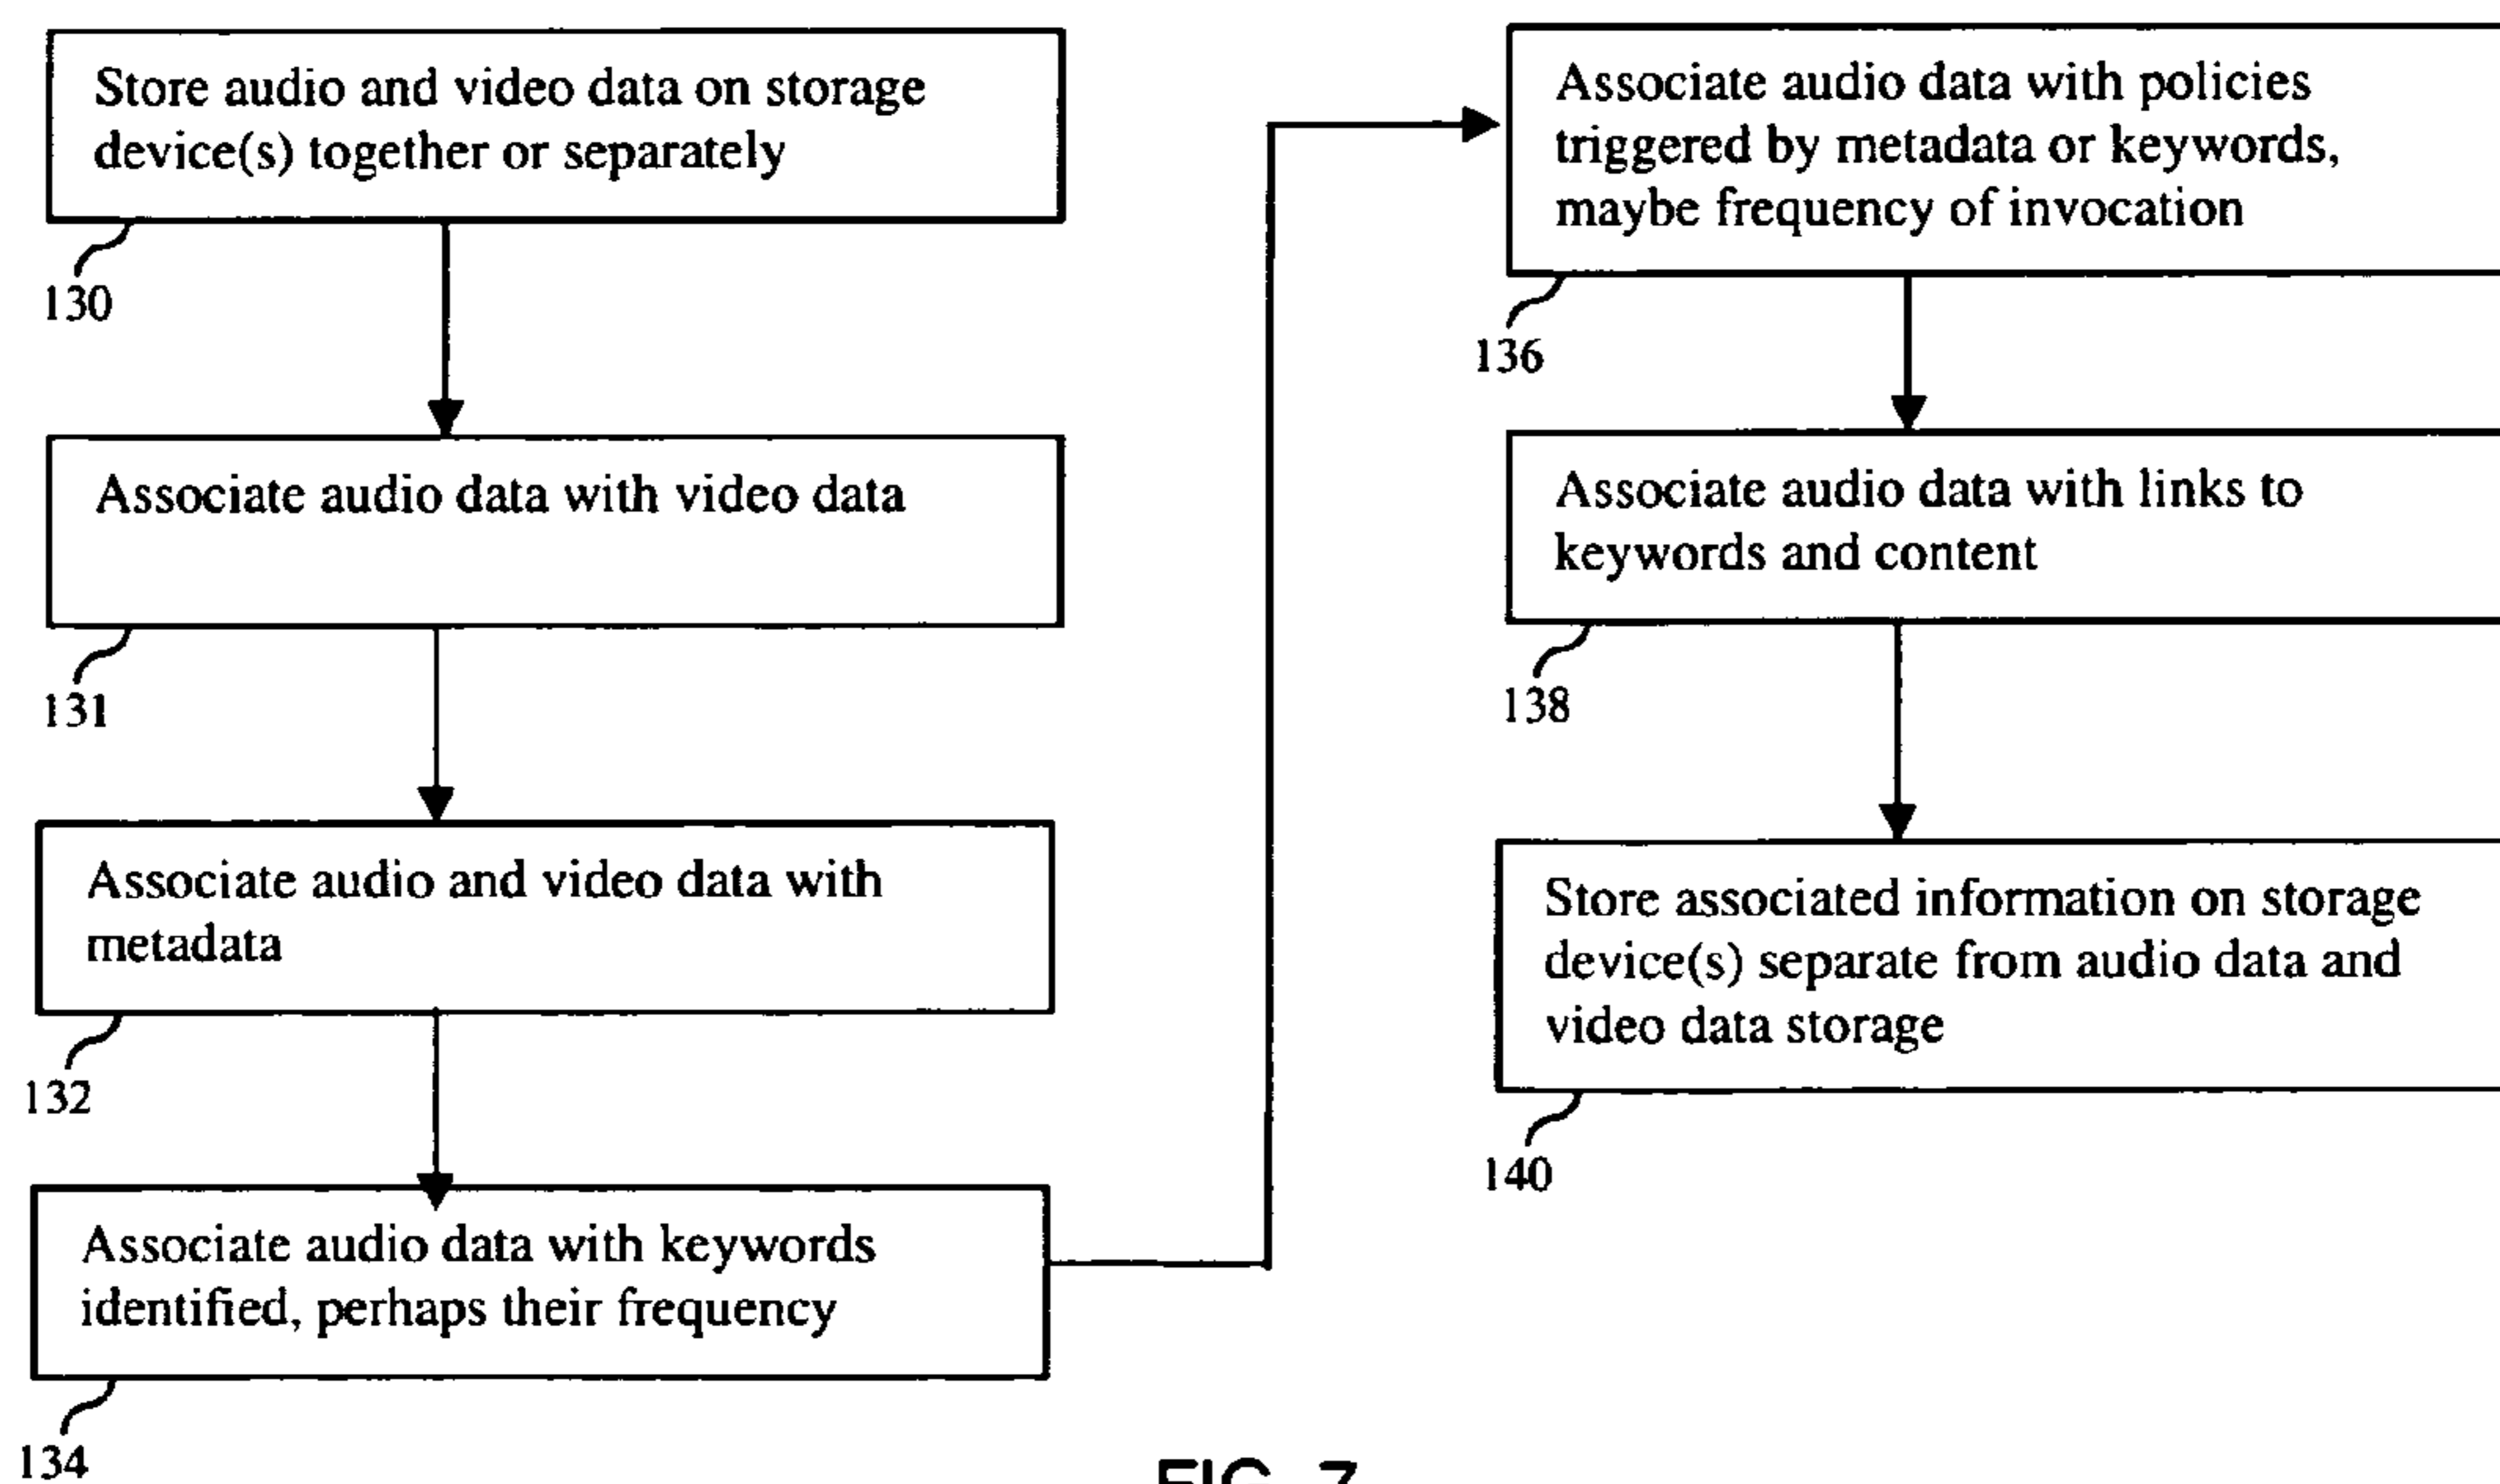 Store audio and video data on storage
device(s) together or separately
130
Associate audio data with video data
131
Associate audio and video data with
metadata
132
Associate audio data with keywords
identified, perhaps their frequency
134
Associate audio data with policies
triggered by metadata or keywords,
maybe frequency of invocation
136
Associate audio data with links to
keywords and content
138
Store associated information on storage
device(s) separate from audio data and
video data storage
140
FIG. 7